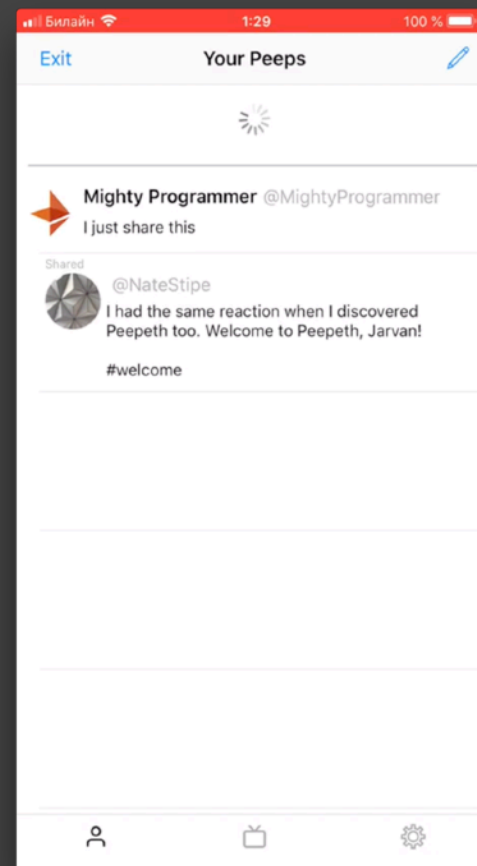 Билайн 1:29 100 %
Exit Your Peeps
Mighty Programmer @MightyProgrammer
I just share this
Shared
@NateStipe
I had the same reaction when I discovered
Peepeth too. Welcome to Peepeth, Jarvan!
#welcome